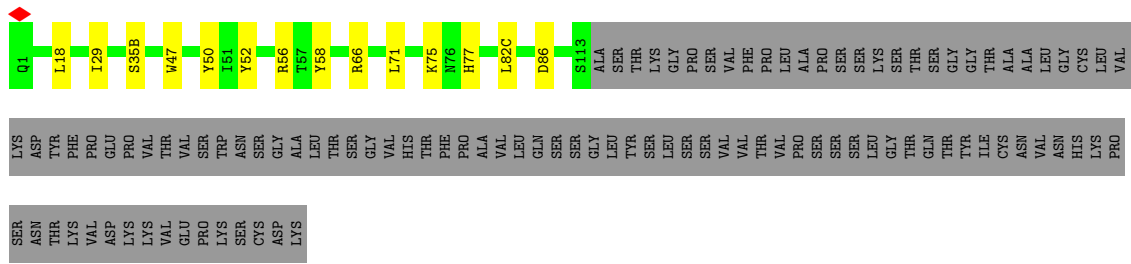 Q1 L18 I29 S35B W47 Y50 I51 Y52 R56 T57 Y58 R66 L71 K75 N76 H77 L82C D86 S113 ALA SER THR LYS GLY PRO SER VAL PHE PRO LEU ALA PRO SER SER LYS SER THR SER GLY GLY THR ALA ALA LEU GLY CYS LEU VAL
LYS ASP TYR PHE PRO GLU PRO VAL THR VAL SER TRP ASN SER GLY ALA LEU THR SER GLY VAL HIS THR PHE PRO ALA VAL LEU GLN SER SER GLY LEU TYR SER LEU SER SER VAL VAL THR VAL PRO SER SER SER LEU GLY THR GLN THR TYR ILE CYS ASN VAL ASN HIS LYS PRO
SER ASN THR LYS VAL ASP LYS LYS VAL GLU PRO LYS SER CYS ASP LYS